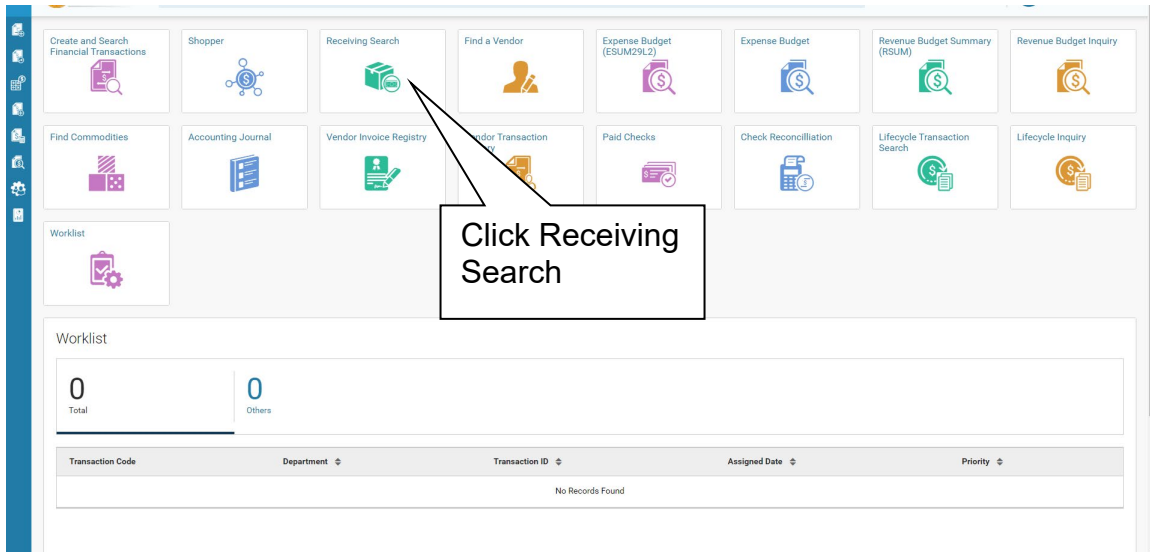 Create and Search
Financial Transactions
Shopper
Receiving Search
Find a Vendor
Expense Budget
(ESUM29L2)
Expense Budget
Revenue Budget Summary
(RSUM)
Revenue Budget Inquiry
Find Commodities
Accounting Journal
Vendor Invoice Registry
Transaction
Paid Checks
Check Reconcilliation
Lifecycle Transaction
Search
Lifecycle Inquiry
Worklist
Click Receiving
Search
Worklist
0
Total
0
Others
Transaction Code
Department
Transaction ID
Assigned Date
Priority
No Records Found